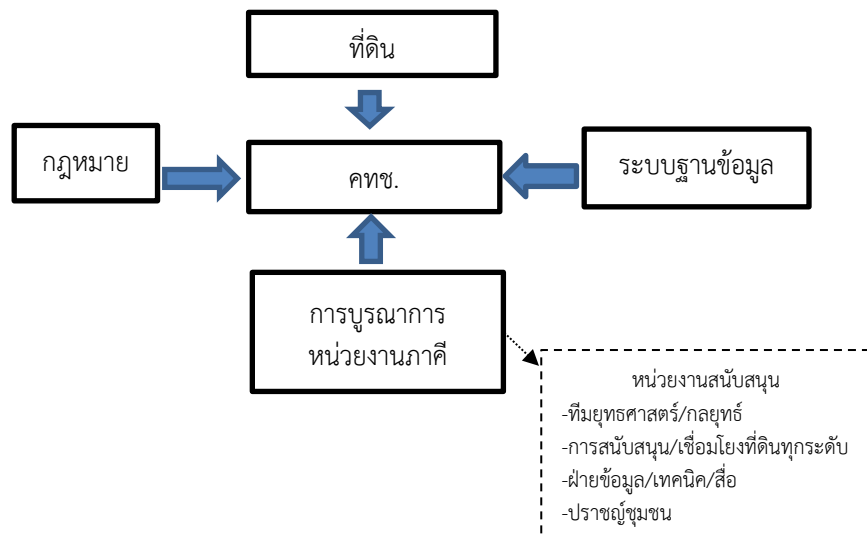 ที่ดิน
กฎหมาย
คทช.
ระบบฐานข้อมูล
การบูรณาการ
หน่วยงานภาคี
หน่วยงานสนับสนุน
-ทีมยุทธศาสตร์/กลยุทธ์
-การสนับสนุน/เชื่อมโยงที่ดินทุกระดับ
-ฝ่ายข้อมูล/เทคนิค/สื่อ
-ปราชญ์ชุมชน